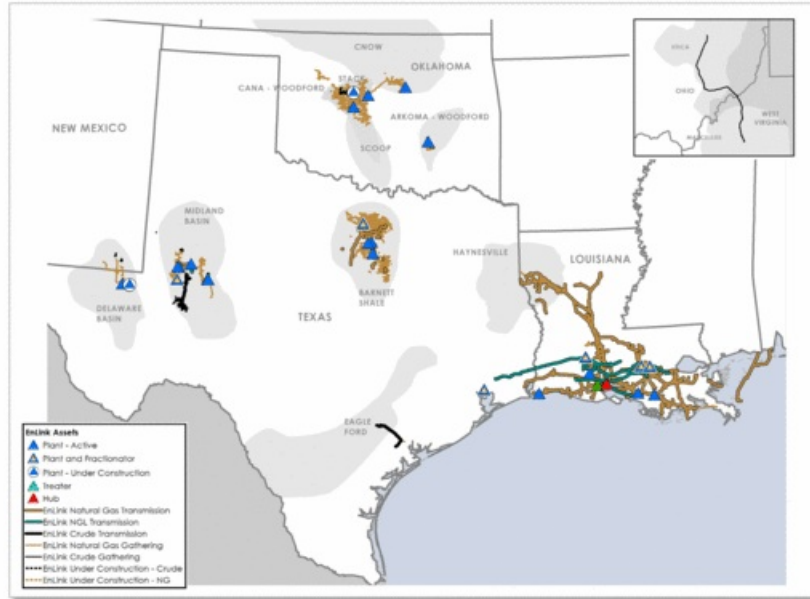 CNOW
OKLAHOMA
STACK
CANA - WOODFORD
ARKOMA - WOODFORD
SCOOP
NEW MEXICO
UTICA
OHIO
WEST
VIRGINIA
MARCELLUS
MIDLAND
BASIN
HAYNESVILLE
LOUISIANA
BARNETT
SHALE
DELAWARE
BASIN
TEXAS
EAGLE
FORD
EnLink Assets
Plant - Active
Plant and Fractionator
Plant - Under Construction
Treater
Hub
EnLink Natural Gas Transmission
EnLink NGL Transmission
EnLink Crude Transmission
EnLink Natural Gas Gathering
EnLink Crude Gathering
EnLink Under Construction - Crude
EnLink Under Construction - NG